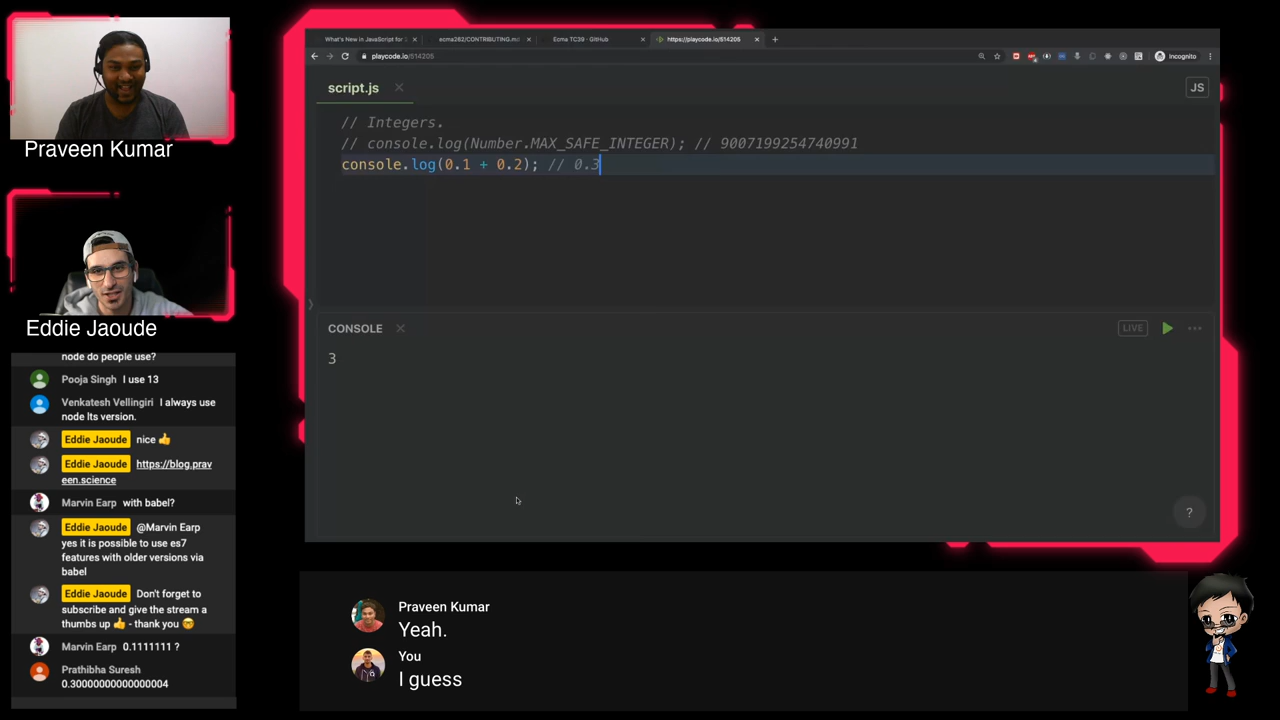 Praveen Kumar
Eddie Jaoude
node do people use?
Pooja Singh I use 13
Venkatesh Vellingiri I always use
node lts version.
Eddie Jaoude nice 👍
Eddie Jaoude https://blog.prav
een.science
Marvin Earp with babel?
Eddie Jaoude @Marvin Earp
yes it is possible to use es7
features with older versions via
babel
Eddie Jaoude Don't forget to
subscribe and give the stream a
thumbs up 👍 - thank you 🤓
Marvin Earp 0.1111111 ?
Prathibha Suresh
0.30000000000000004
What's New in JavaScript for 2
ecma262/CONTRIBUTING.md
Ecma TC39 · GitHub
https://playcode.io/514205
playcode.io/514205
Incognito
script.js
JS
// Integers.
// console.log(Number.MAX_SAFE_INTEGER); // 9007199254740991
console.log(0.1 + 0.2); // 0.3
CONSOLE
LIVE
3
?
Praveen Kumar
Yeah.
You
I guess